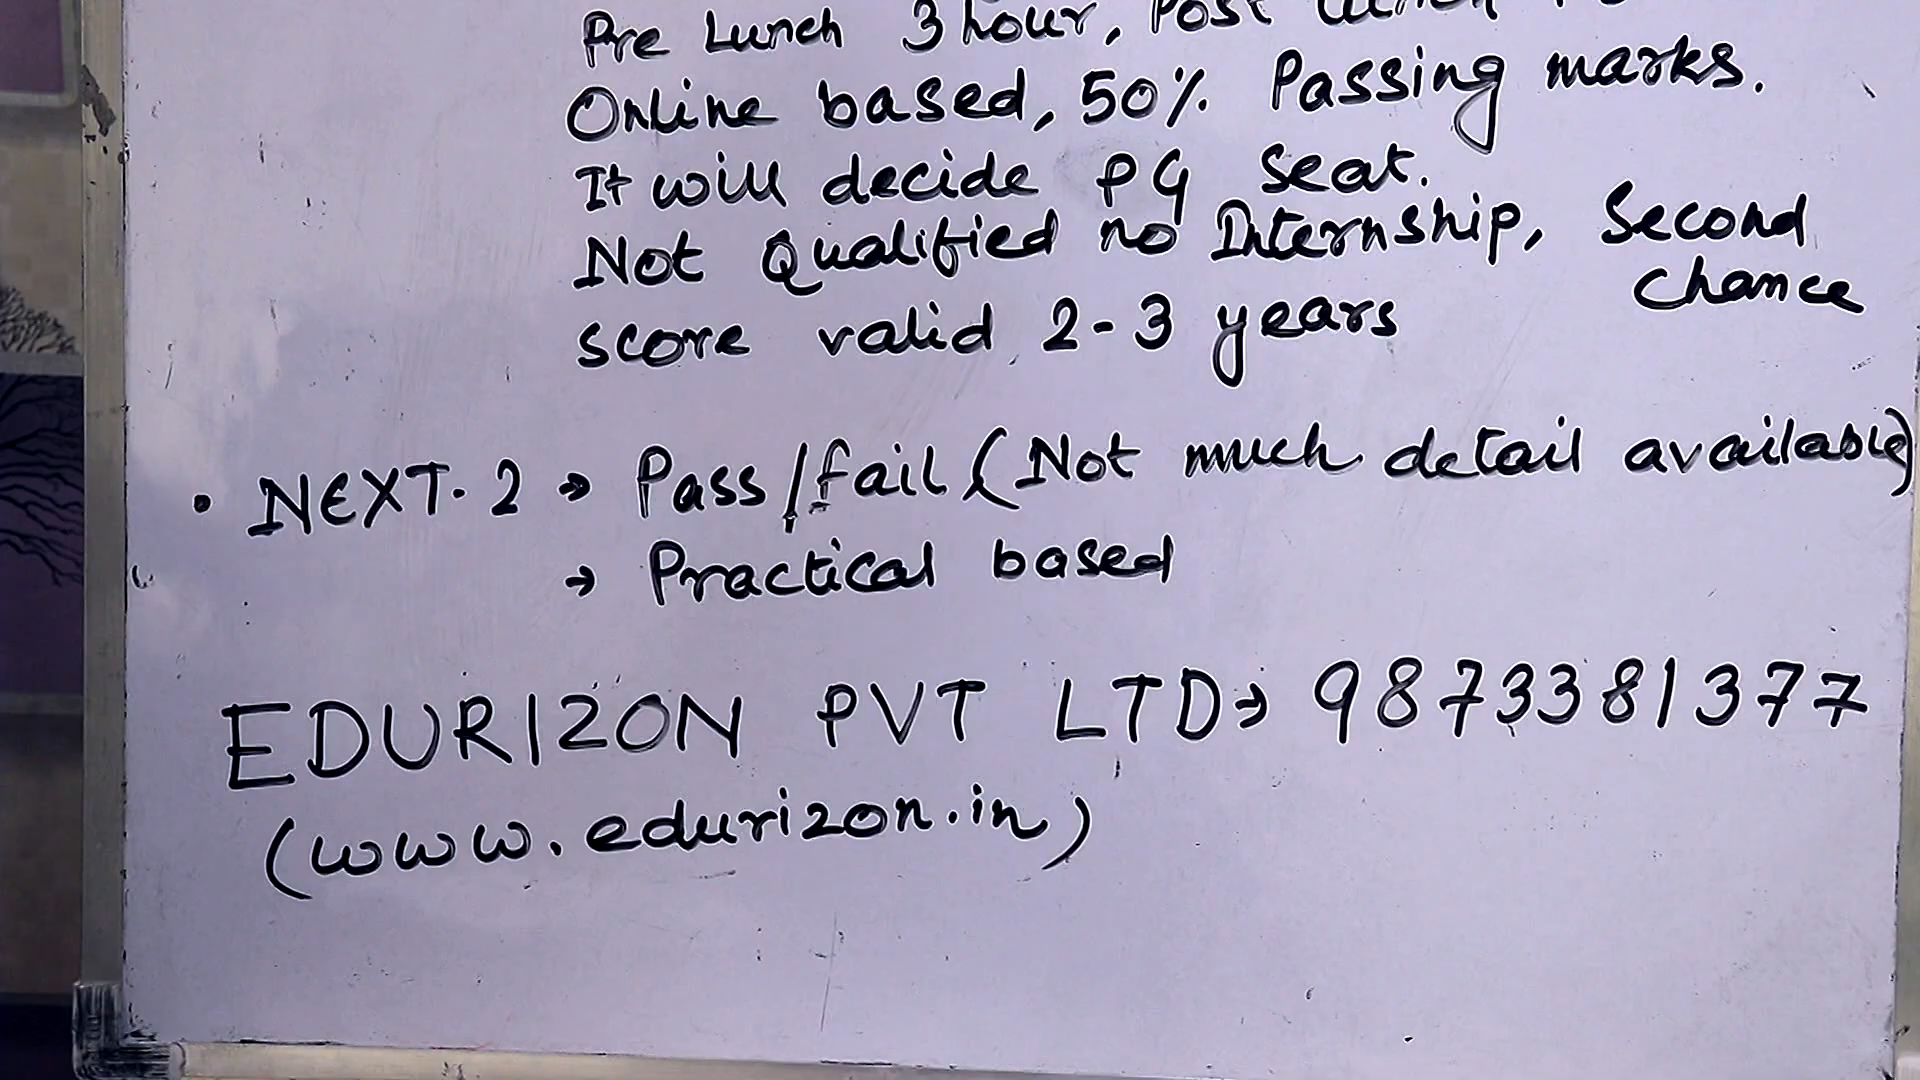 Pre Lunch 3 hour, Post Lunch
Online based, 50% Passing marks.
It will decide PG seat.
Not Qualified no Internship, Second
chance
score valid 2-3 years
• NEXT. 2 → Pass/fail (Not much detail available)
→ Practical based
EDURIZON PVT LTD → 9873381377
(www.edurizon.in)